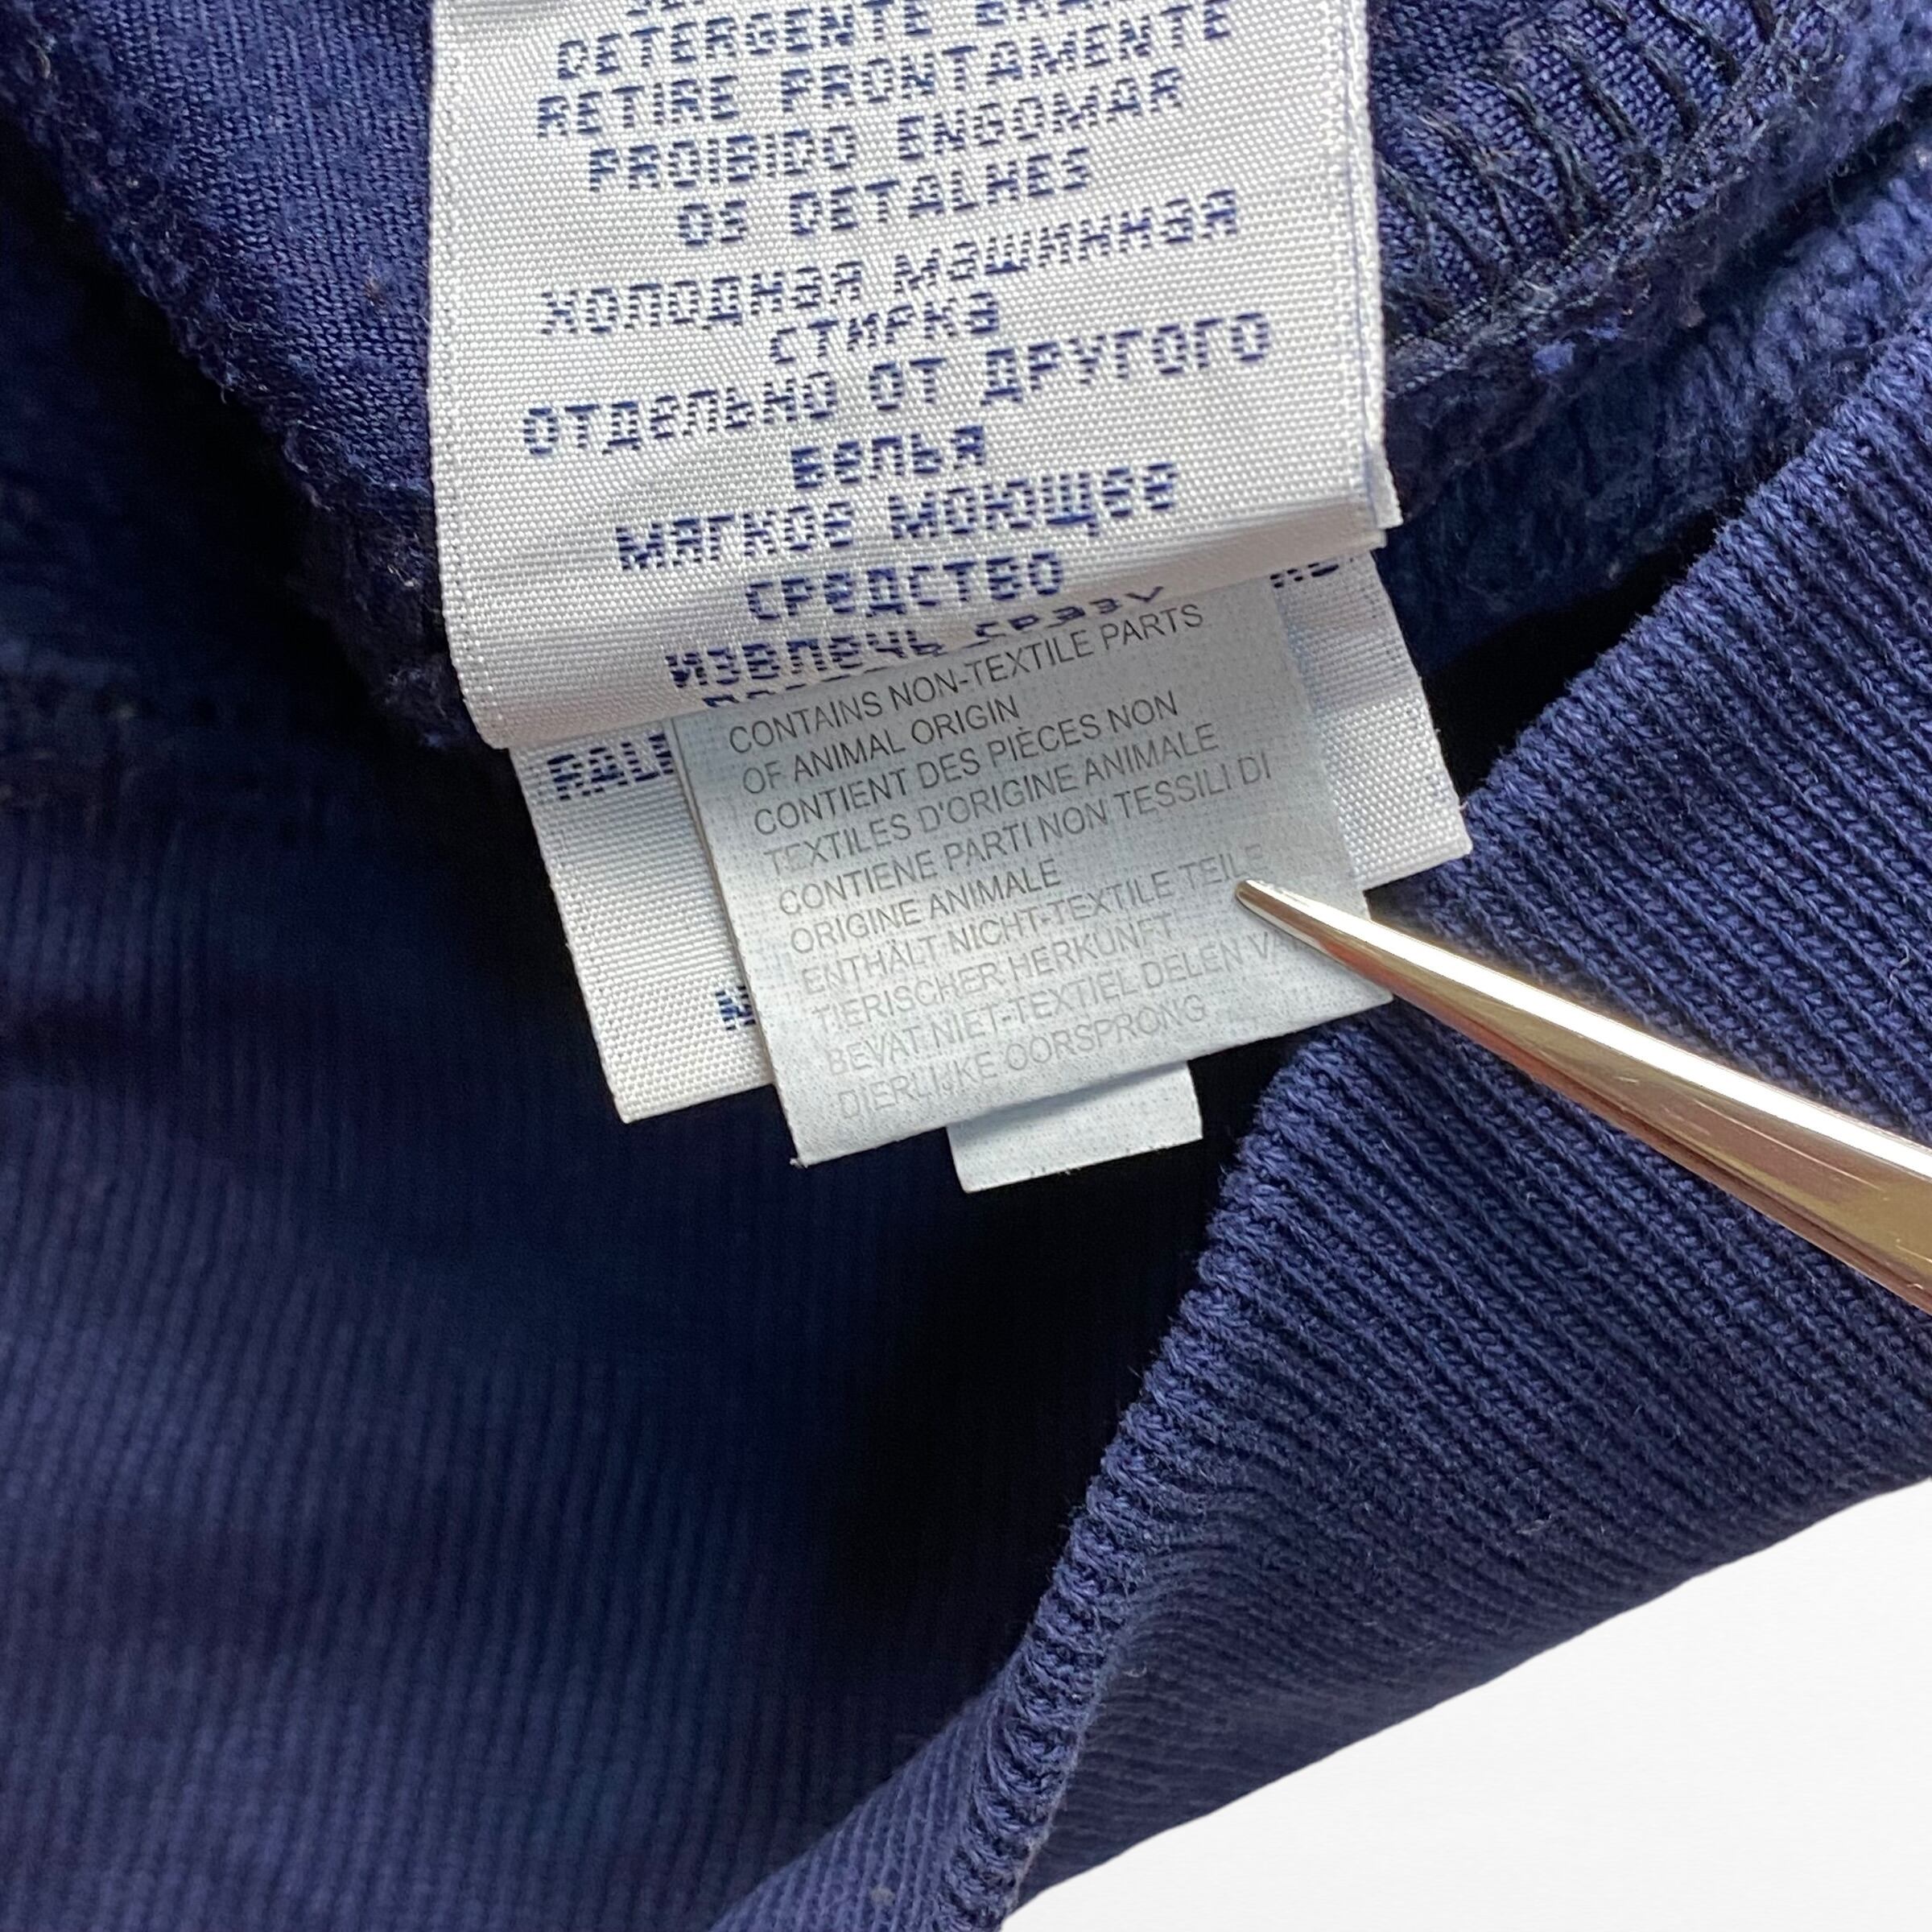 DETERGENTE
RETIRE PRONTAMENTE
PROIBIDO ENGOMAR
OS DETALHES
ХОЛОДНАЯ МАШИННАЯ
СТИРКА
ОТДЕЛЬНО ОТ ДРУГОГО
БЕЛЬЯ
МЯГКОЕ МОЮЩЕЕ
СРЕДСТВО
ИЗВЛЕЧЬ СРАЗУ
CONTAINS NON-TEXTILE PARTS
OF ANIMAL ORIGIN
CONTIENT DES PIÈCES NON
TEXTILES D'ORIGINE ANIMALE
CONTIENE PARTI NON TESSILI DI
ORIGINE ANIMALE
ENTHÄLT NICHT-TEXTILE TEILE
TIERISCHER HERKUNFT
BEVAT NIET-TEXTIEL DELEN
DIERLIJKE OORSPRONG